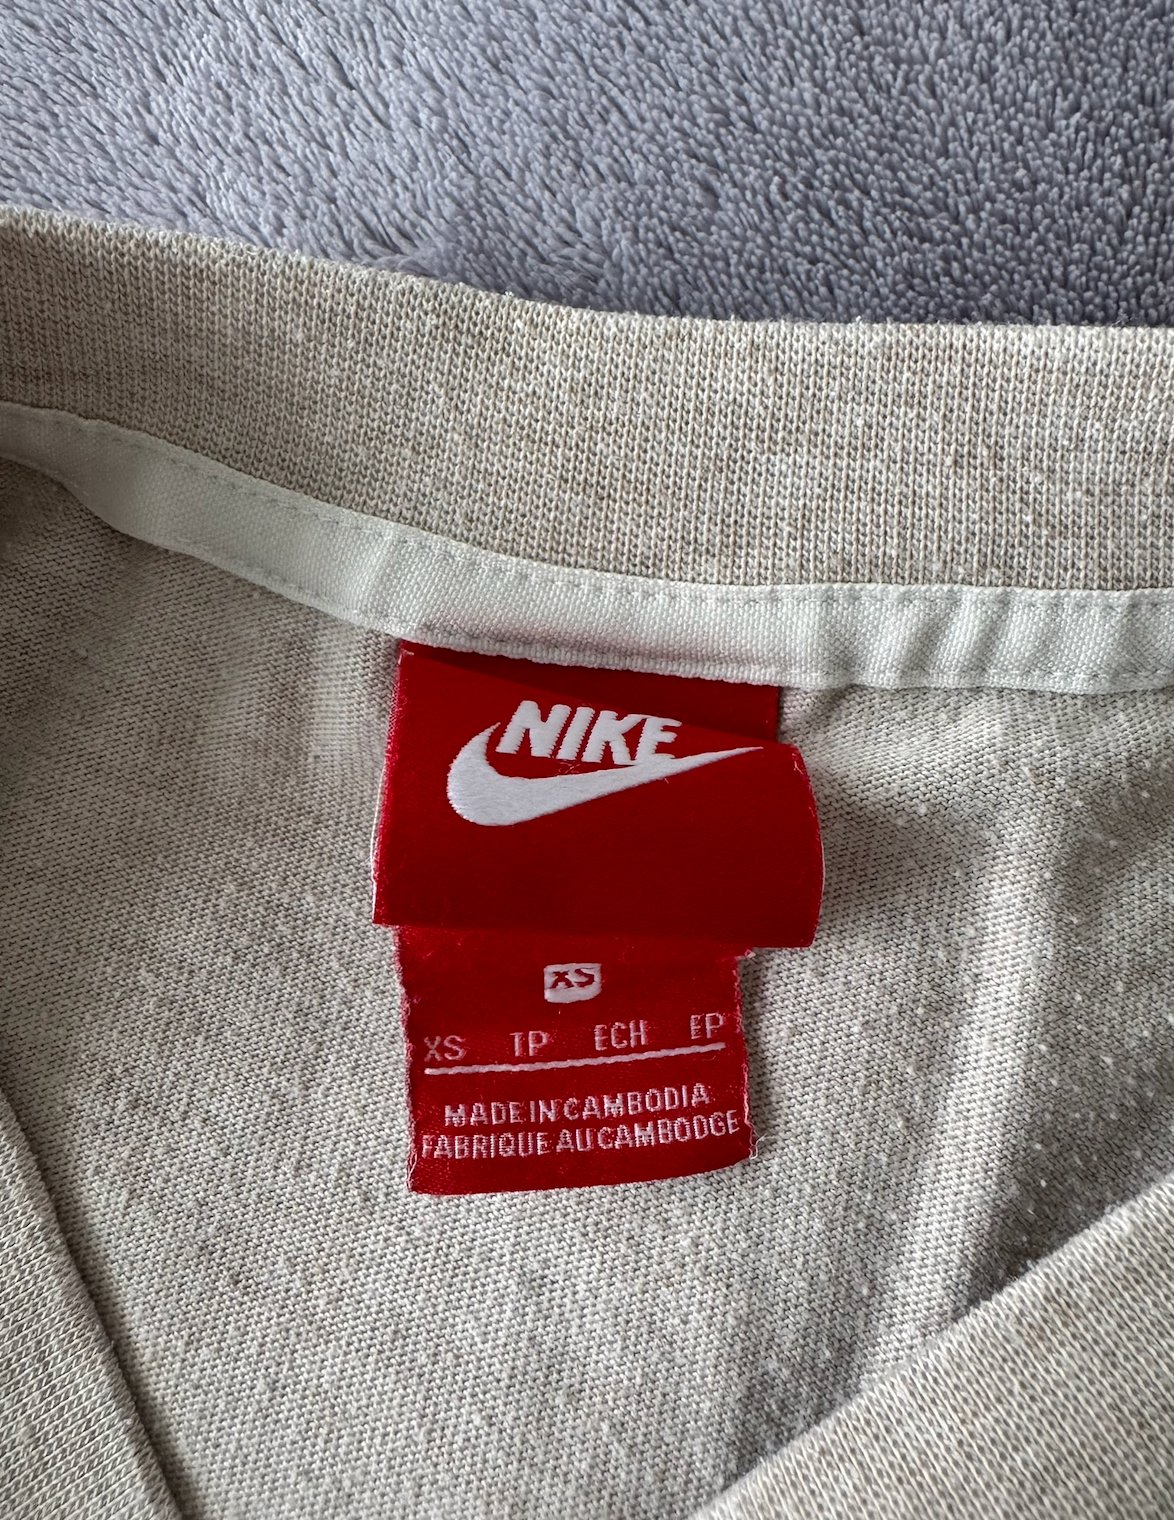 NIKE
XS
XS TP ECH EP
MADE IN CAMBODIA
FABRIQUE AU CAMBODGE